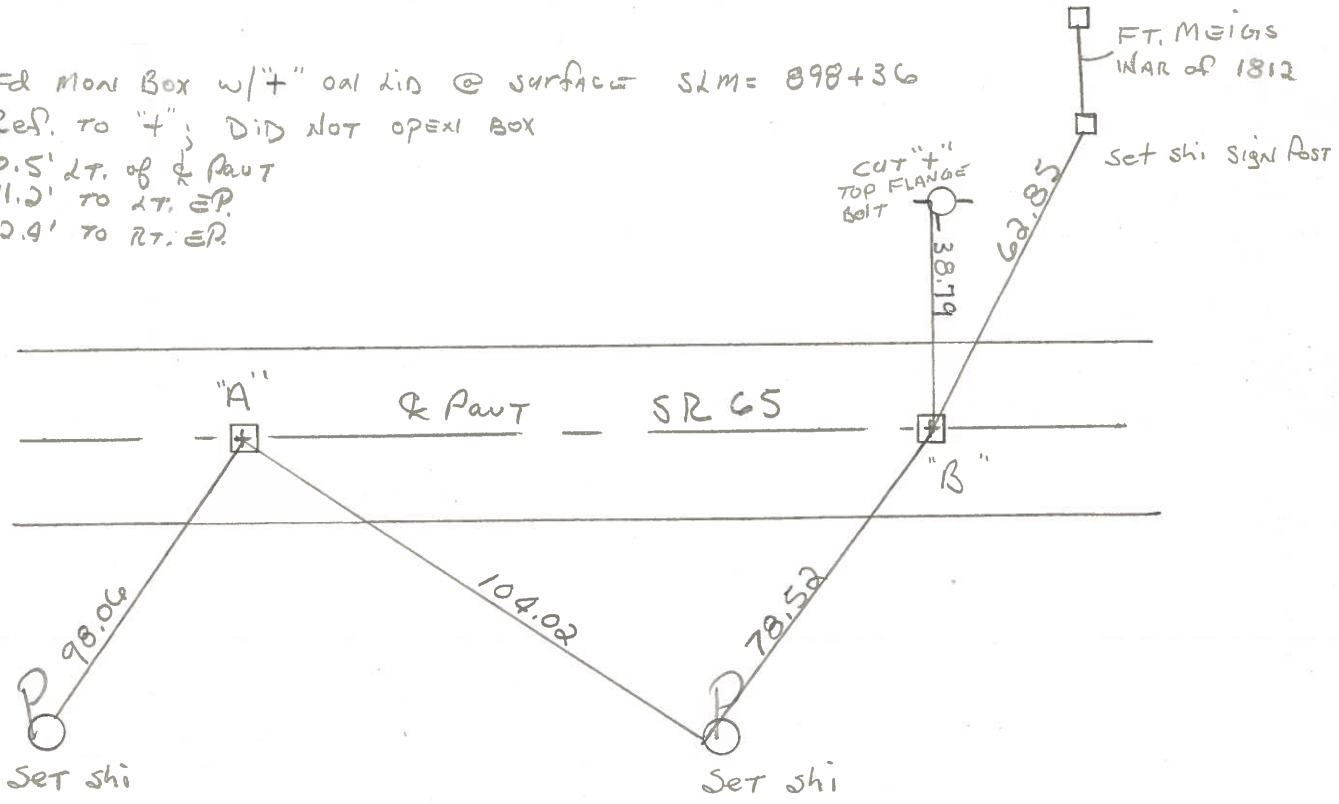 Fd Mon Box w/"+" on Lid @ surface SLM= 898+36
Ref. to "+"; DID NOT OPEN BOX
0.5' LT. of ℄ Pavt
11.2' TO LT. EP.
TO RT. EP.
FT. MEIGS
WAR of 1812
Set shi Sign Post
CUT "+"
TOP FLANGE
BOLT
38.79
62.85
"A"
℄ Pavt
SR 65
"B"
98.06
104.02
78.52
P
P
Set shi
Set shi